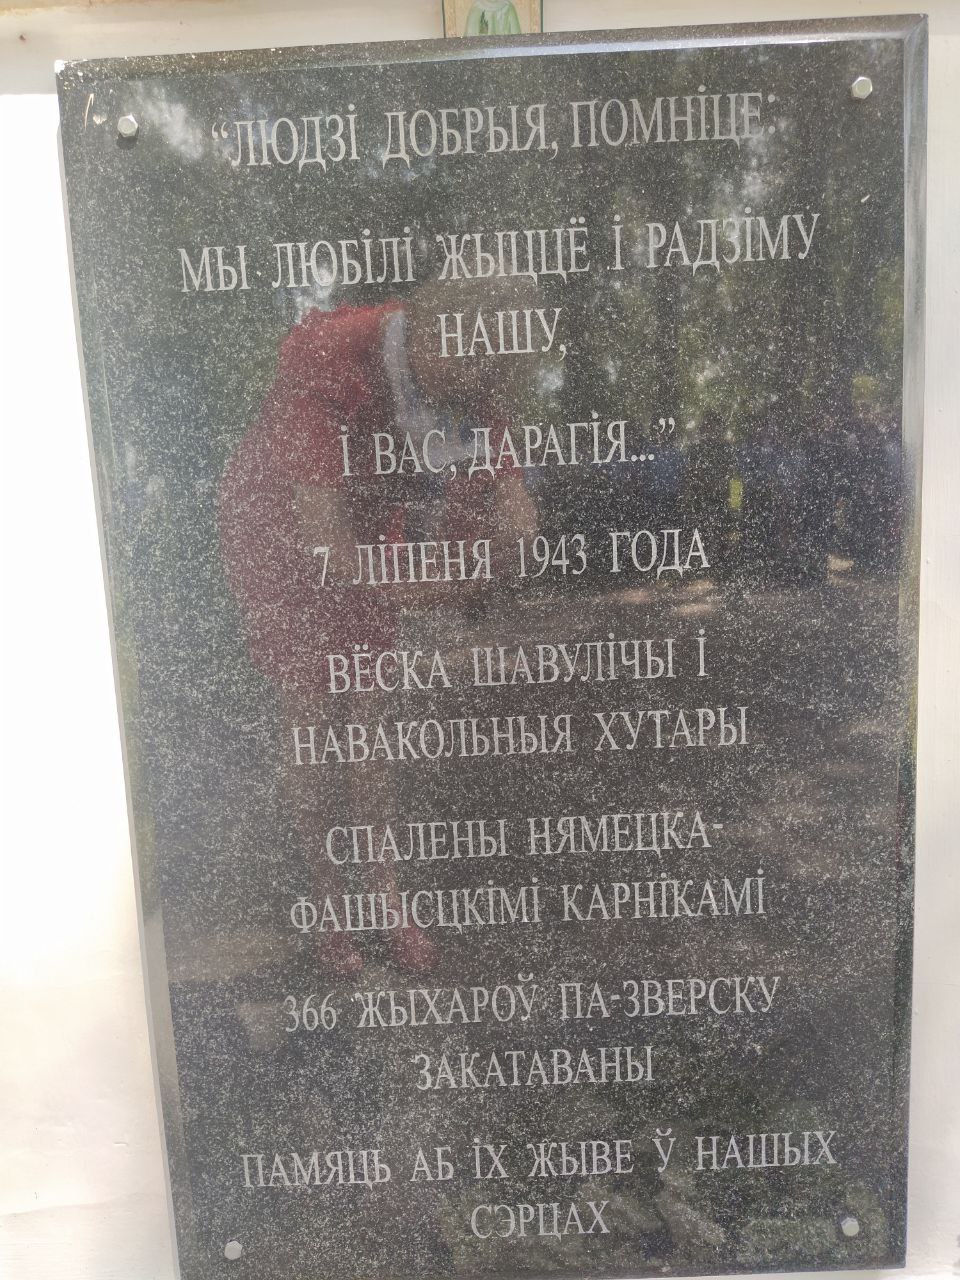 “ЛЮДЗІ ДОБРЫЯ, ПОМНІЦЕ:
МЫ ЛЮБІЛІ ЖЫЦЦЁ І РАДЗІМУ
НАШУ,
І ВАС, ДАРАГІЯ...”
7 ЛІПЕНЯ 1943 ГОДА
ВЁСКА ШАВУЛІЧЫ І
НАВАКОЛЬНЫЯ ХУТАРЫ
СПАЛЕНЫ НЯМЕЦКА-
ФАШЫСЦКІМІ КАРНІКАМІ
366 ЖЫХАРОЎ ПА-ЗВЕРСКУ
ЗАКАТАВАНЫ
ПАМЯЦЬ АБ ІХ ЖЫВЕ Ў НАШЫХ
СЭРЦАХ